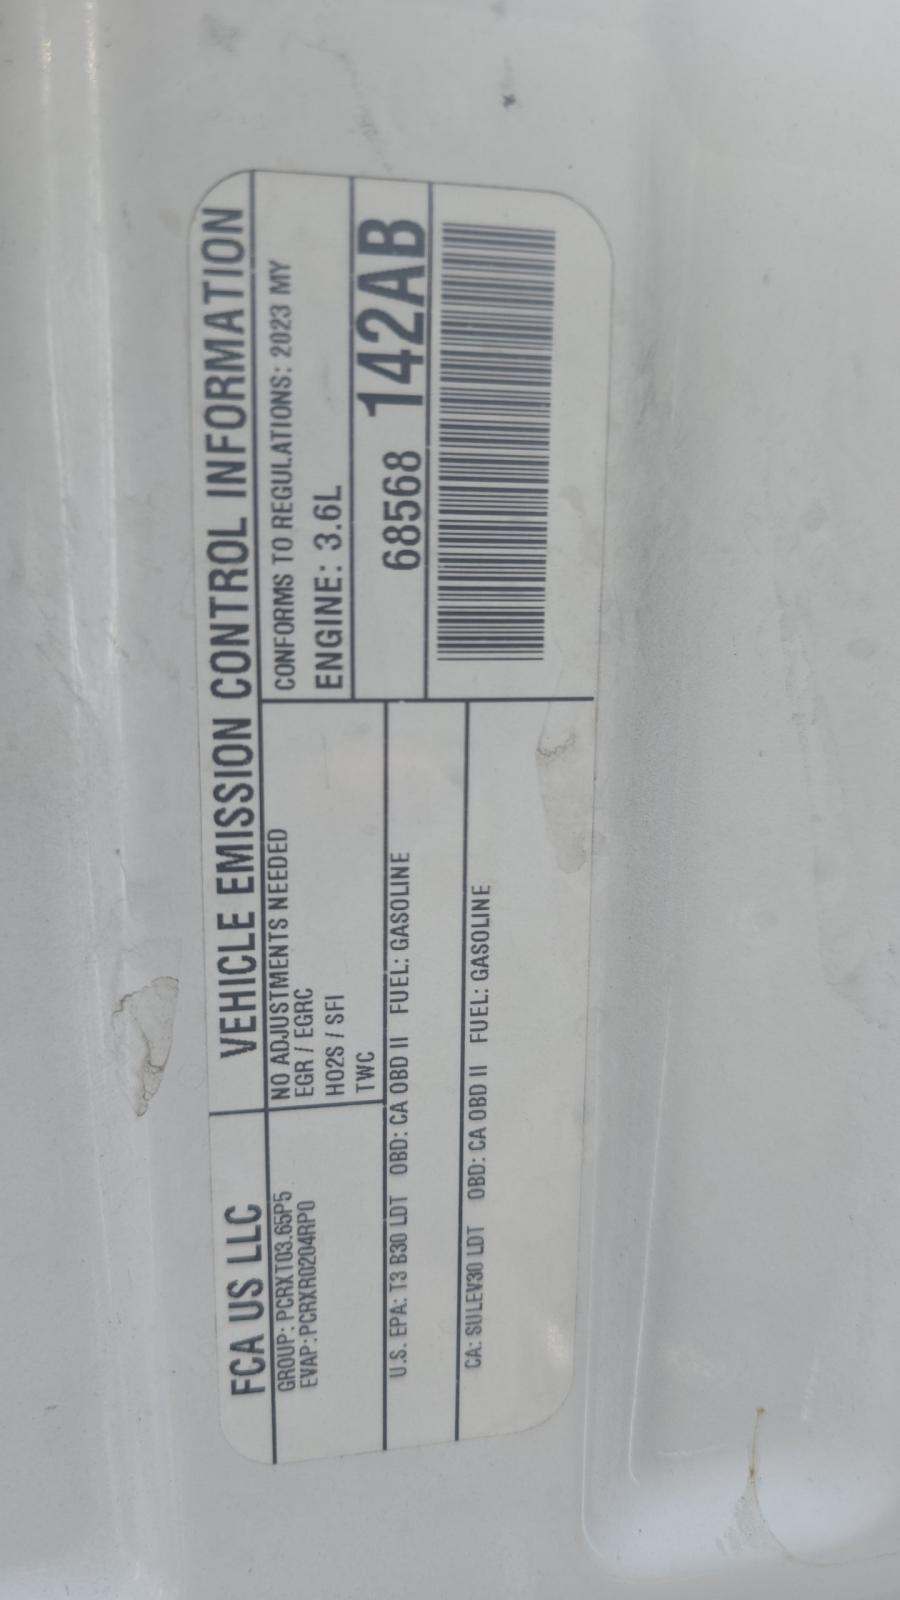 FCA US LLC
VEHICLE EMISSION CONTROL INFORMATION
GROUP: PCRXT03.65P5
EVAP: PCRXR0204RP0
NO ADJUSTMENTS NEEDED
EGR / EGRC
HO2S / SFI
TWC
CONFORMS TO REGULATIONS: 2023 MY
ENGINE: 3.6L
68568 142AB
U.S. EPA: T3 B30 LDT OBD: CA OBD II FUEL: GASOLINE
CA: SULEV30 LDT OBD: CA OBD II FUEL: GASOLINE